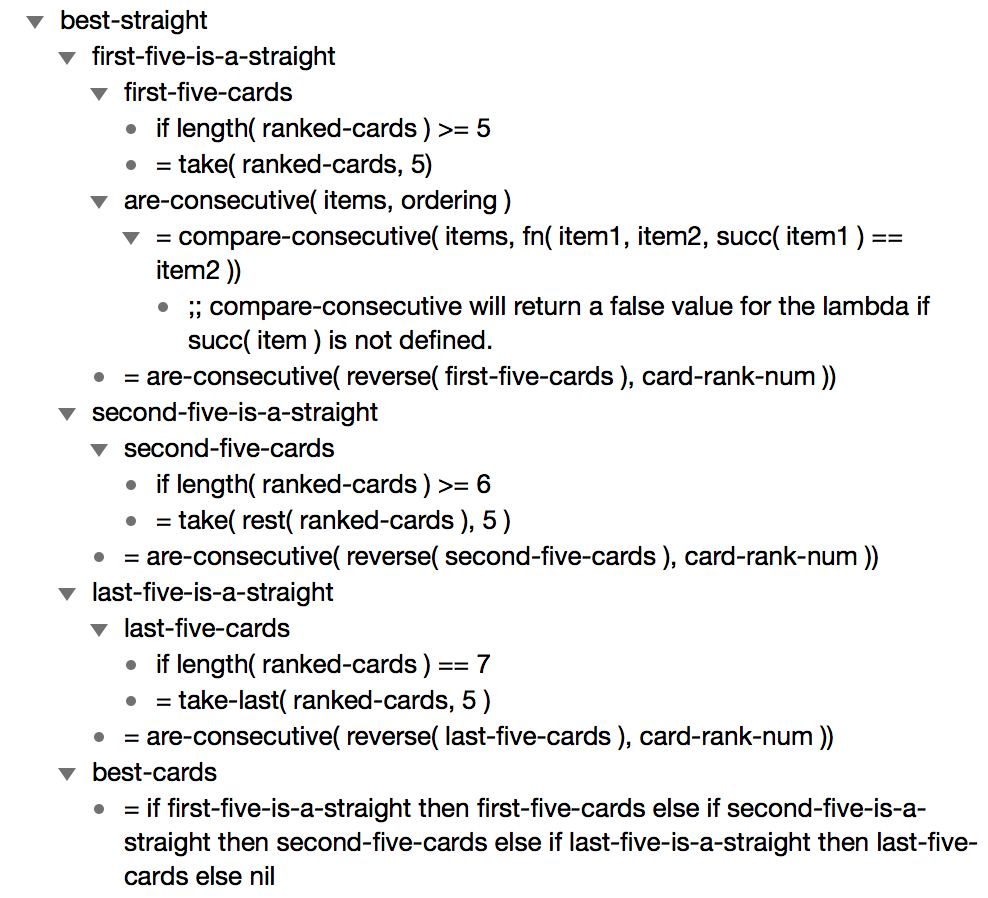 best-straight
first-five-is-a-straight
first-five-cards
if length( ranked-cards ) >= 5
= take( ranked-cards, 5)
are-consecutive( items, ordering )
= compare-consecutive( items, fn( item1, item2, succ( item1 ) ==
item2 ))
;; compare-consecutive will return a false value for the lambda if
succ( item ) is not defined.
= are-consecutive( reverse( first-five-cards ), card-rank-num ))
second-five-is-a-straight
second-five-cards
if length( ranked-cards ) >= 6
= take( rest( ranked-cards ), 5 )
= are-consecutive( reverse( second-five-cards ), card-rank-num ))
last-five-is-a-straight
last-five-cards
if length( ranked-cards ) == 7
= take-last( ranked-cards, 5 )
= are-consecutive( reverse( last-five-cards ), card-rank-num ))
best-cards
= if first-five-is-a-straight then first-five-cards else if second-five-is-a-
straight then second-five-cards else if last-five-is-a-straight then last-five-
cards else nil